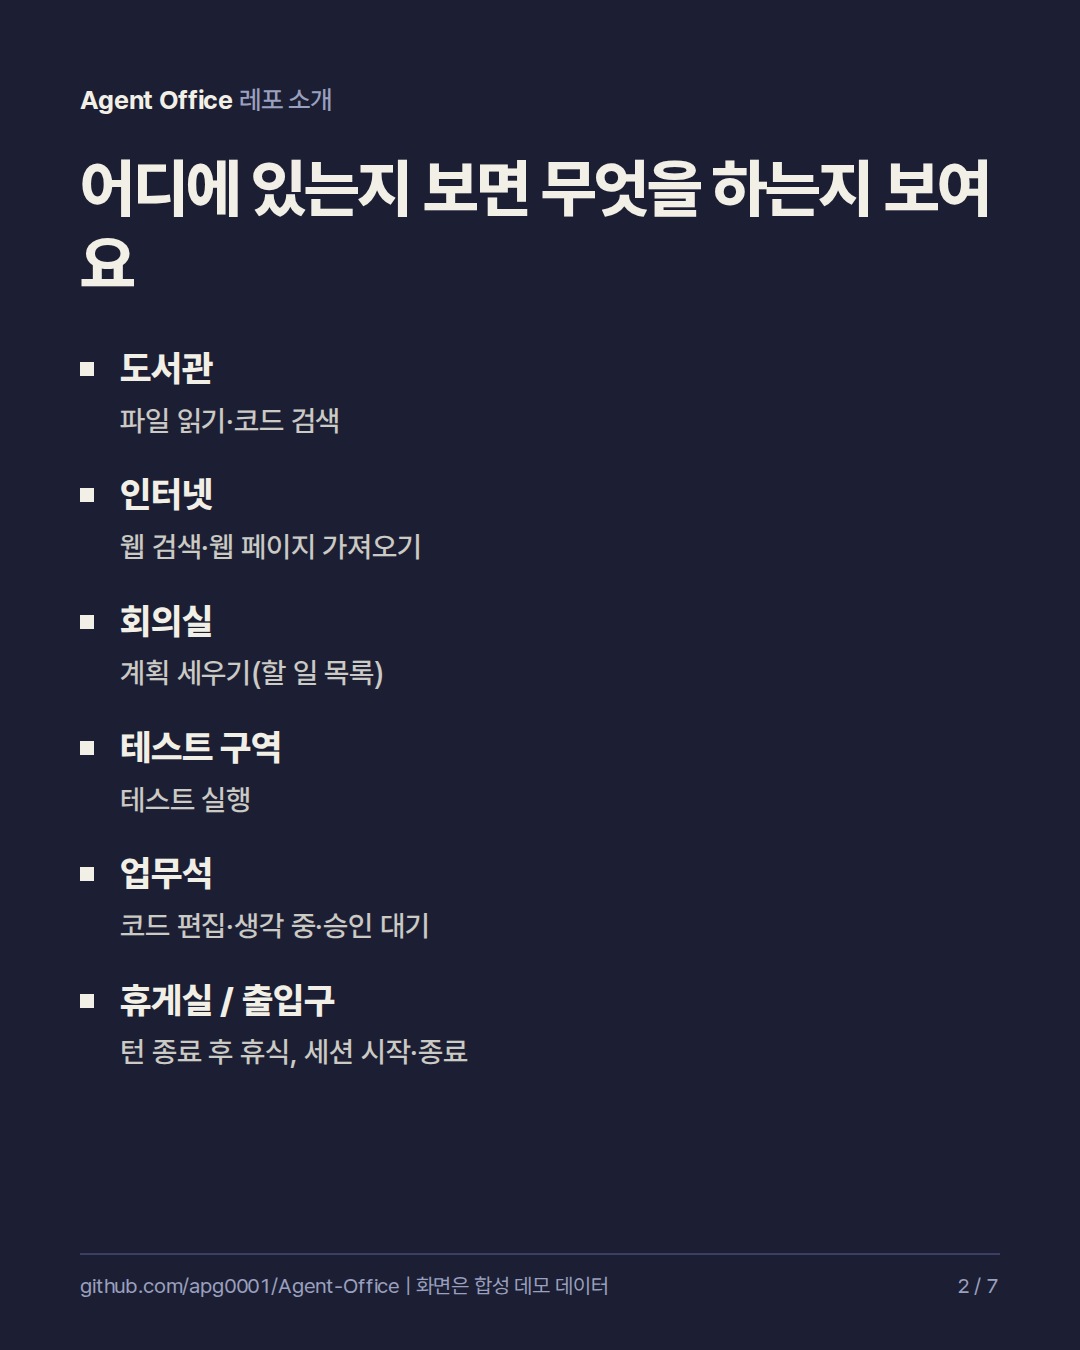 Agent Office 레포 소개
어디에 있는지 보면 무엇을 하는지 보여
요
도서관
파일 읽기·코드 검색
인터넷
웹 검색·웹 페이지 가져오기
회의실
계획 세우기(할 일 목록)
테스트 구역
테스트 실행
업무석
코드 편집·생각 중·승인 대기
휴게실 / 출입구
턴 종료 후 휴식, 세션 시작·종료
github.com/apg0001/Agent-Office | 화면은 합성 데모 데이터
2 / 7